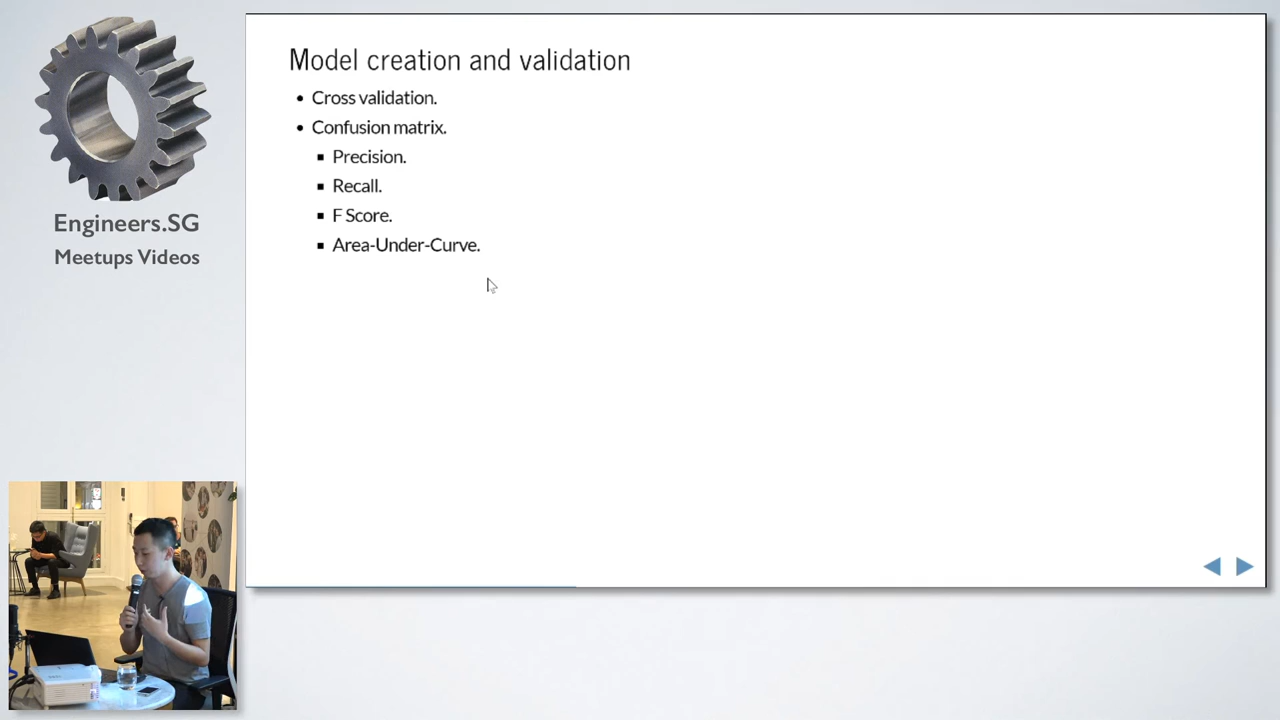 Engineers.SG
Meetups Videos
Model creation and validation
Cross validation.
Confusion matrix.
Precision.
Recall.
F Score.
Area-Under-Curve.